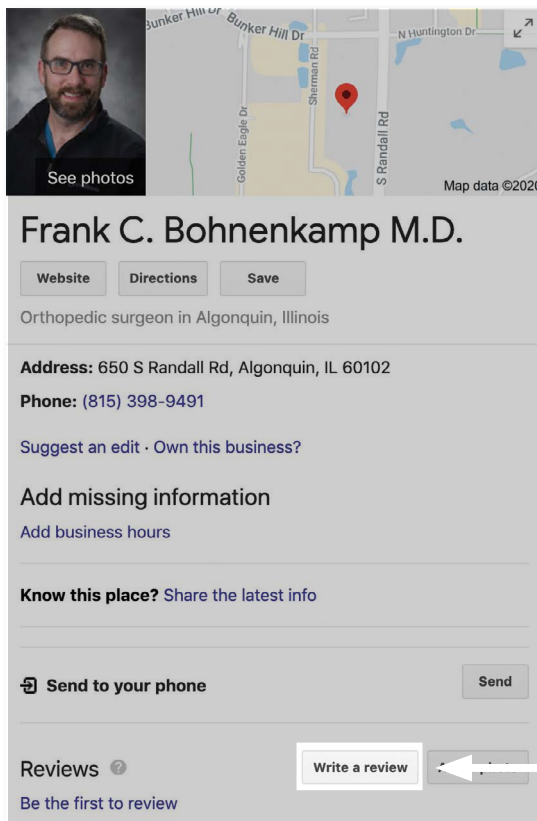 Bunker Hill Dr
Bunker Hill Dr
N Huntington Dr
Sherman Rd
Golden Eagle Dr
S Randall Rd
See photos
Map data ©2020
Frank C. Bohnenkamp M.D.
Website
Directions
Save
Orthopedic surgeon in Algonquin, Illinois
Address: 650 S Randall Rd, Algonquin, IL 60102
Phone: (815) 398-9491
Suggest an edit · Own this business?
Add missing information
Add business hours
Know this place? Share the latest info
Send to your phone
Send
Reviews ?
Write a review
Be the first to review